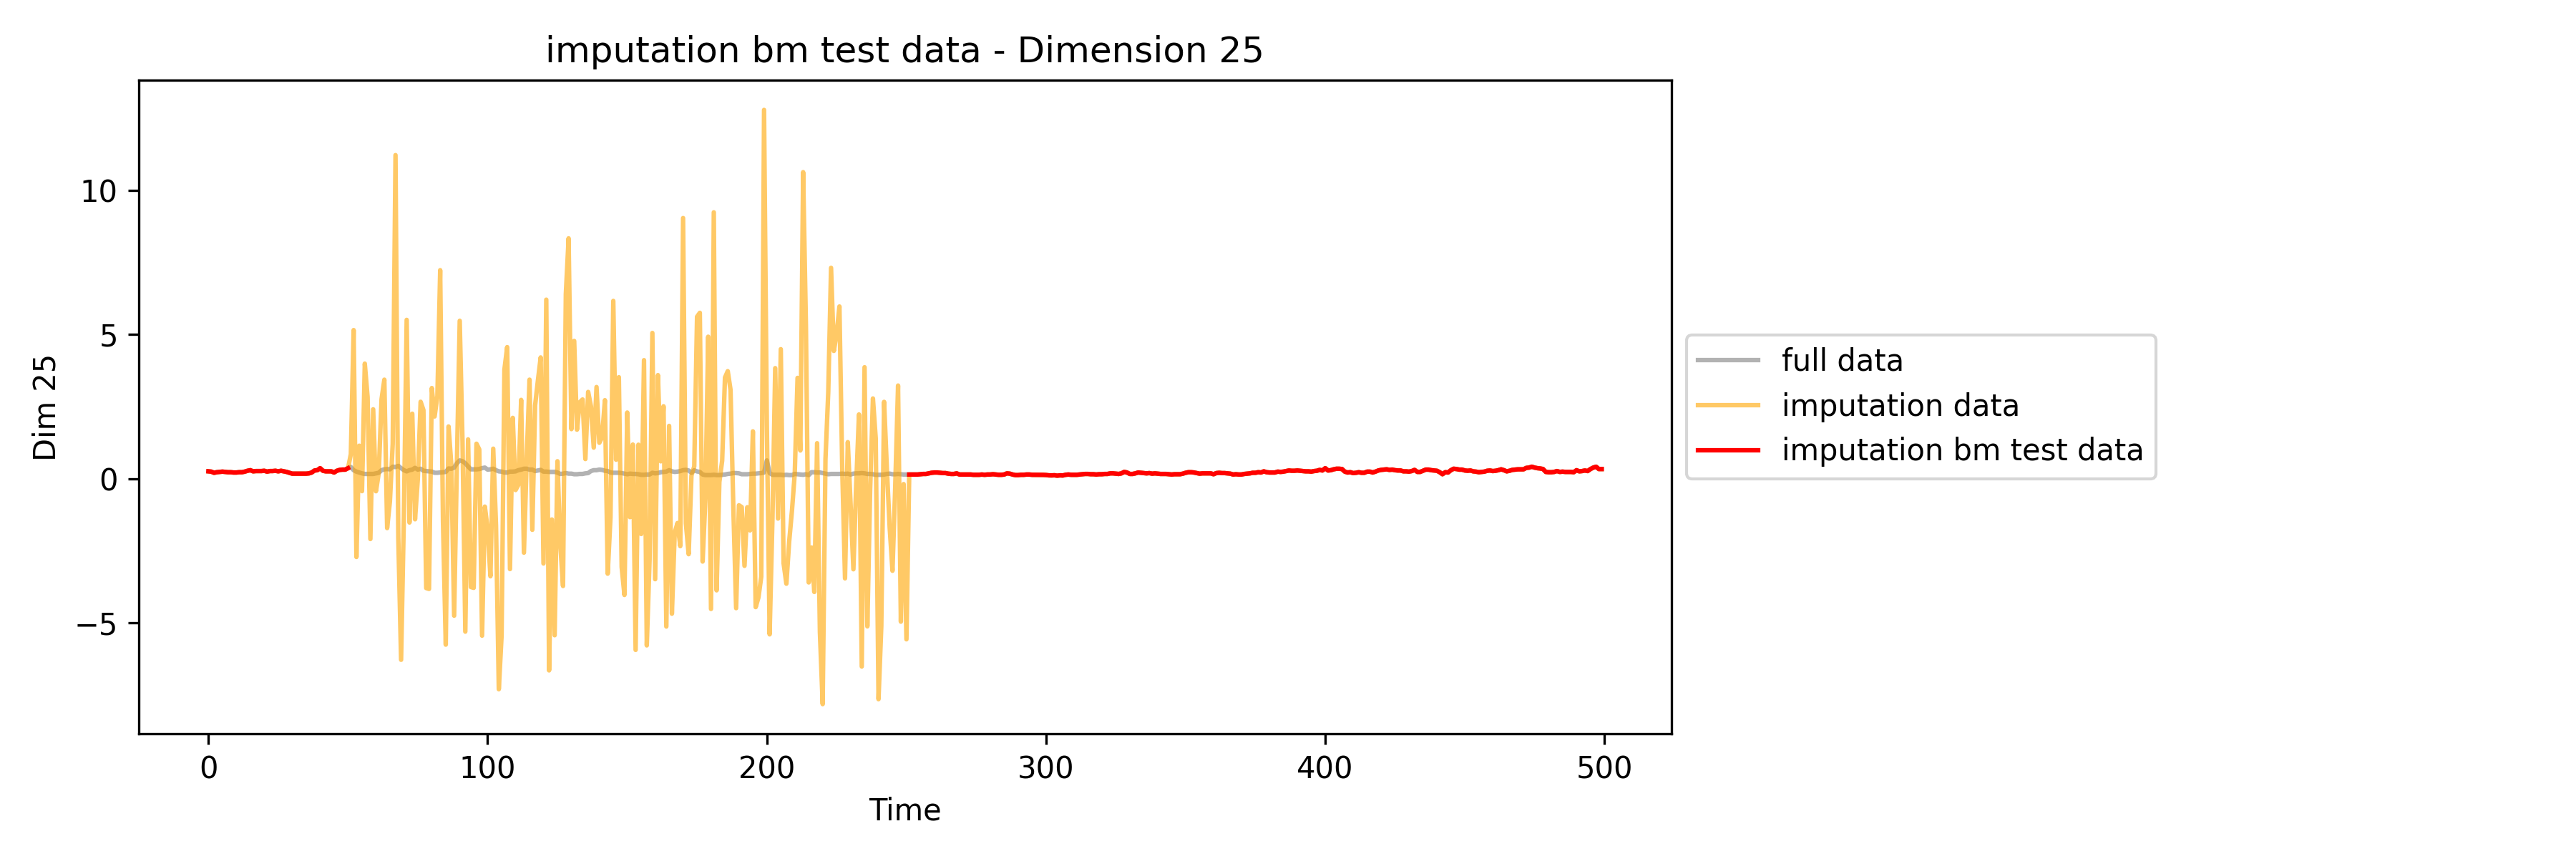 imputation bm test data - Dimension 25
Dim 25
10
5
0
−5
0 100 200 300 400 500
Time
full data
imputation data
imputation bm test data